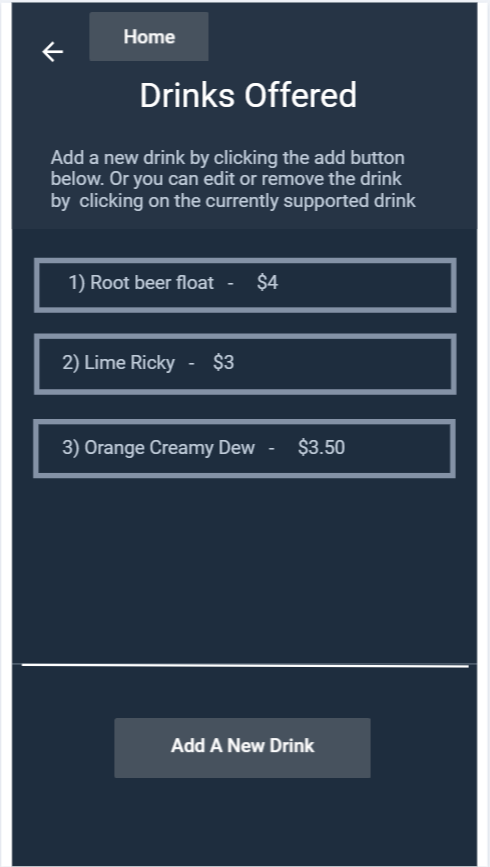 Home
Drinks Offered
Add a new drink by clicking the add button
below. Or you can edit or remove the drink
by clicking on the currently supported drink
1) Root beer float - $4
2) Lime Ricky - $3
3) Orange Creamy Dew - $3.50
Add A New Drink